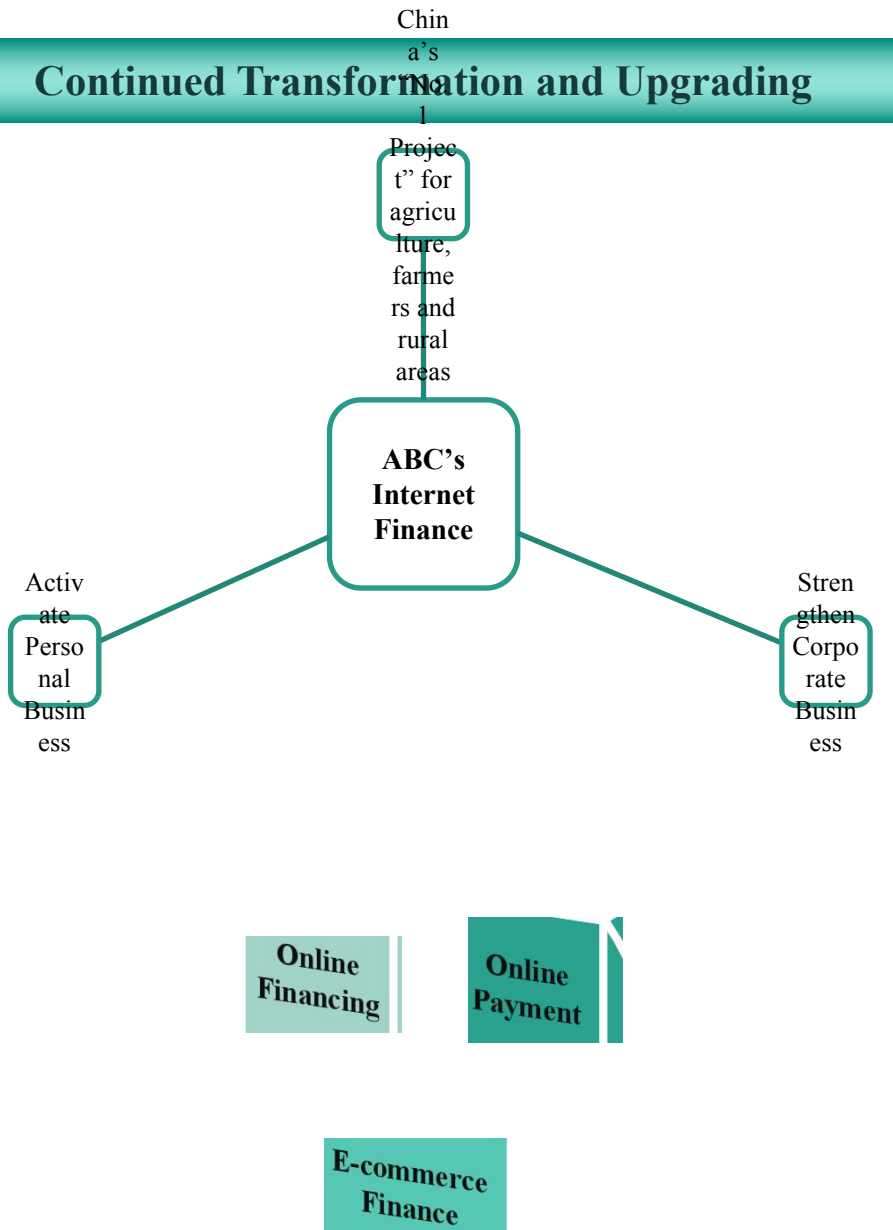 Continued Transformation and Upgrading
Chin
a’s
“No.
1
Projec
t” for
agricu
lture,
farme
rs and
rural
areas
ABC’s
Internet
Finance
Activ
ate
Perso
nal
Busin
ess
Stren
gthen
Corpo
rate
Busin
ess
Online
Financing
Online
Payment
E-commerce
Finance